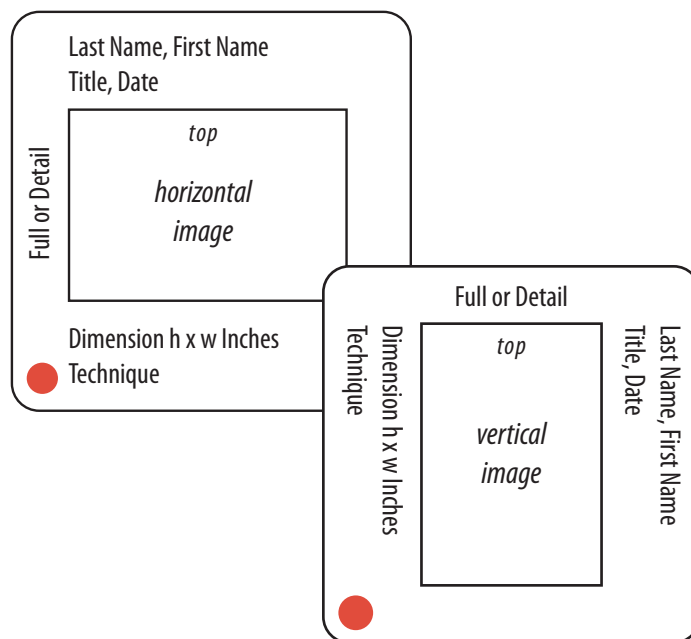 Last Name, First Name
Title, Date
Full or Detail
top
horizontal
image
Dimension h x w Inches
Technique
Full or Detail
Dimension h x w Inches
Technique
top
vertical
image
Last Name, First Name
Title, Date